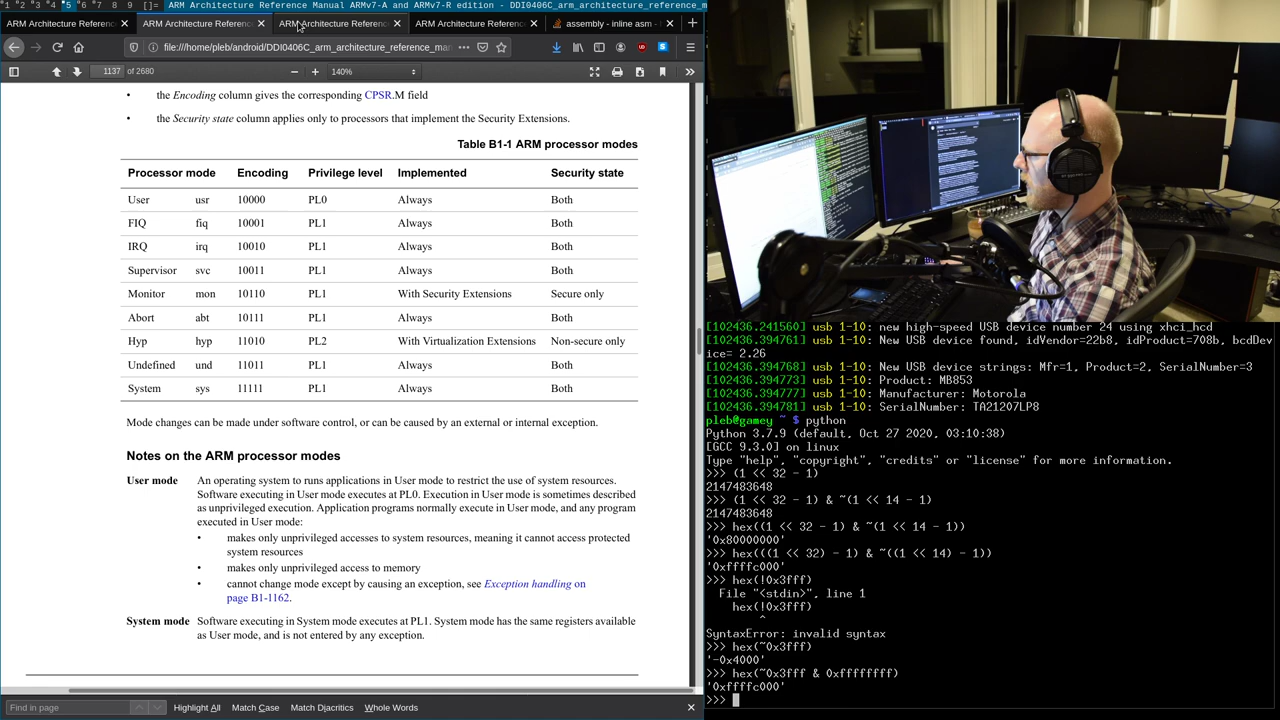 1 2 3 4 5 6 7 8 9 []= ARM Architecture Reference Manual ARMv7-A and ARMv7-R edition - DDI0406C_arm_architecture_reference_m
ARM Architecture Referenc
ARM Architecture Referenc
ARM Architecture Referenc
ARM Architecture Referenc
assembly - inline asm -
file:///home/pleb/android/DDI0406C_arm_architecture_reference_ma
1137 of 2680
140%
• the Encoding column gives the corresponding CPSR.M field
• the Security state column applies only to processors that implement the Security Extensions.
Table B1-1 ARM processor modes
Processor mode Encoding Privilege level Implemented Security state
User usr 10000 PL0 Always Both
FIQ fiq 10001 PL1 Always Both
IRQ irq 10010 PL1 Always Both
Supervisor svc 10011 PL1 Always Both
Monitor mon 10110 PL1 With Security Extensions Secure only
Abort abt 10111 PL1 Always Both
Hyp hyp 11010 PL2 With Virtualization Extensions Non-secure only
Undefined und 11011 PL1 Always Both
System sys 11111 PL1 Always Both
Mode changes can be made under software control, or can be caused by an external or internal exception.
Notes on the ARM processor modes
User mode An operating system to runs applications in User mode to restrict the use of system resources.
Software executing in User mode executes at PL0. Execution in User mode is sometimes described
as unprivileged execution. Application programs normally execute in User mode, and any program
executed in User mode:
• makes only unprivileged accesses to system resources, meaning it cannot access protected
system resources
• makes only unprivileged access to memory
• cannot change mode except by causing an exception, see Exception handling on
page B1-1162.
System mode Software executing in System mode executes at PL1. System mode has the same registers available
as User mode, and is not entered by any exception.
Find in page
Highlight All Match Case Match Diacritics Whole Words
[102436.241560] usb 1-10: new high-speed USB device number 24 using xhci_hcd
[102436.394761] usb 1-10: New USB device found, idVendor=22b8, idProduct=708b, bcdDev
ice= 2.26
[102436.394768] usb 1-10: New USB device strings: Mfr=1, Product=2, SerialNumber=3
[102436.394773] usb 1-10: Product: MB853
[102436.394777] usb 1-10: Manufacturer: Motorola
[102436.394781] usb 1-10: SerialNumber: TA21207LP8
pleb@gamey ~ $ python
Python 3.7.9 (default, Oct 27 2020, 03:10:38)
[GCC 9.3.0] on linux
Type "help", "copyright", "credits" or "license" for more information.
>>> (1 << 32 - 1)
2147483648
>>> (1 << 32 - 1) & ~(1 << 14 - 1)
2147483648
>>> hex((1 << 32 - 1) & ~(1 << 14 - 1))
'0x80000000'
>>> hex(((1 << 32) - 1) & ~((1 << 14) - 1))
'0xffffc000'
>>> hex(!0x3fff)
File "<stdin>", line 1
hex(!0x3fff)
^
SyntaxError: invalid syntax
>>> hex(~0x3fff)
'-0x4000'
>>> hex(~0x3fff & 0xffffffff)
'0xffffc000'
>>>